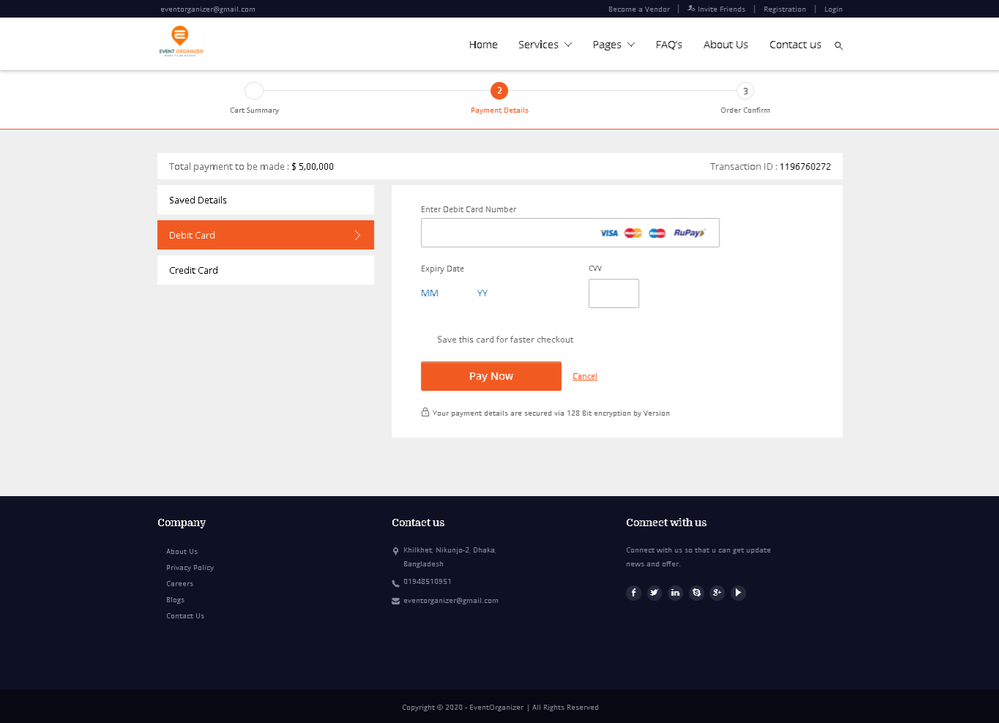 eventorganizer@gmail.com
Become a Vendor | Invite Friends | Registration | Login
EVENT ORGANIZER
Home Services Pages FAQ's About Us Contact us
2 3
Cart Summary Payment Details Order Confirm
Total payment to be made : $ 5,00,000
Transaction ID : 1196760272
Saved Details
Debit Card
Credit Card
Enter Debit Card Number
VISA RuPay
Expiry Date CVV
MM YY
Save this card for faster checkout
Pay Now Cancel
Your payment details are secured via 128 Bit encryption by Version
Company
About Us
Privacy Policy
Careers
Blogs
Contact Us
Contact us
Khilkhet, Nikunjo-2, Dhaka,
Bangladesh
01948510951
eventorganizer@gmail.com
Connect with us
Connect with us so that u can get update
news and offer.
Copyright © 2020 - EventOrganizer | All Rights Reserved